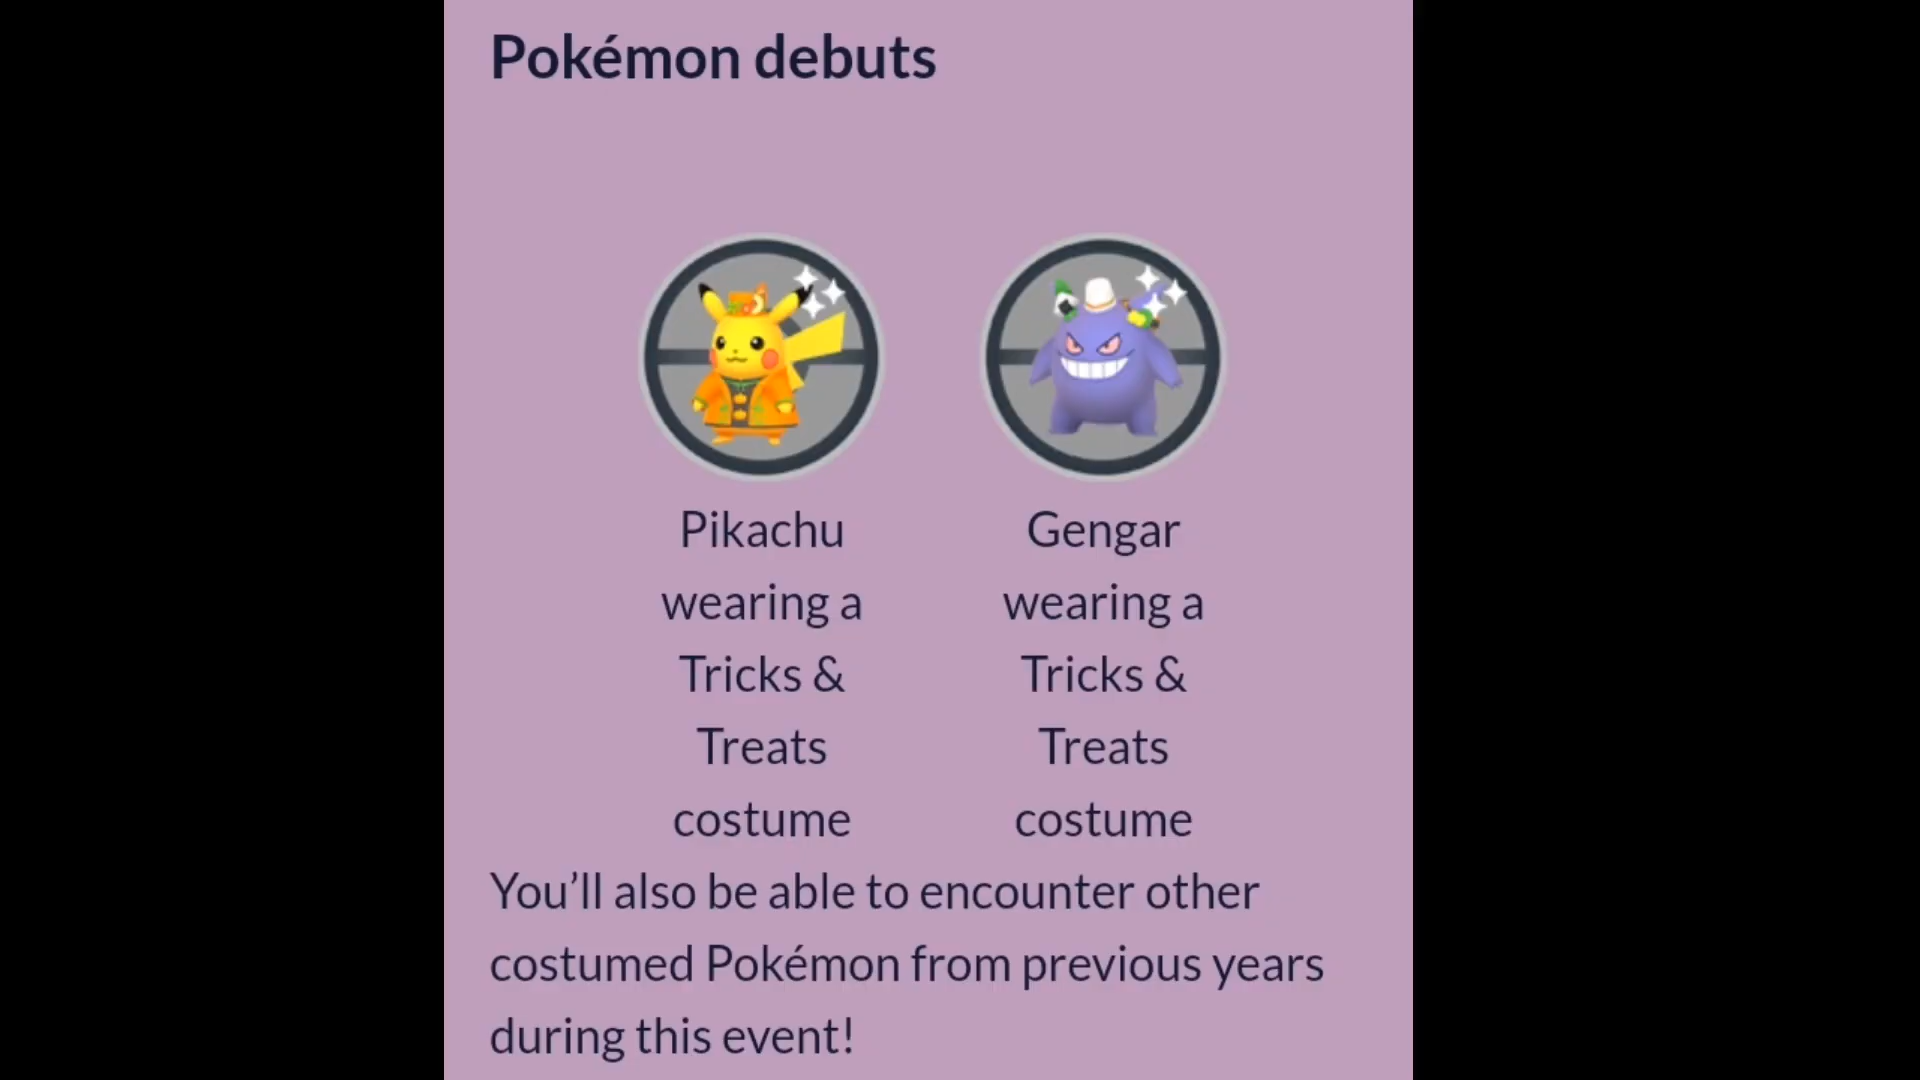 Pokémon debuts
Pikachu
wearing a
Tricks &
Treats
costume
Gengar
wearing a
Tricks &
Treats
costume
You’ll also be able to encounter other
costumed Pokémon from previous years
during this event!